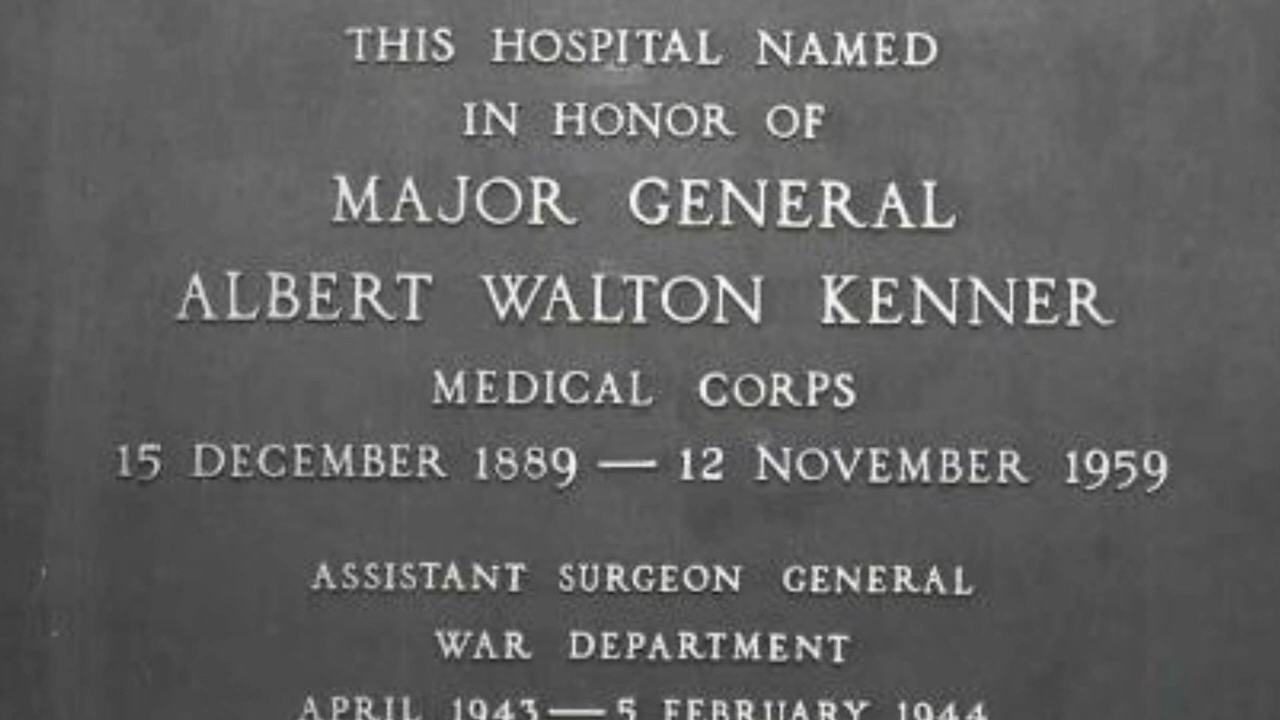 THIS HOSPITAL NAMED
IN HONOR OF
MAJOR GENERAL
ALBERT WALTON KENNER
MEDICAL CORPS
15 DECEMBER 1889 — 12 NOVEMBER 1959
ASSISTANT SURGEON GENERAL
WAR DEPARTMENT
APRIL 1943 — 5 FEBRUARY 1944